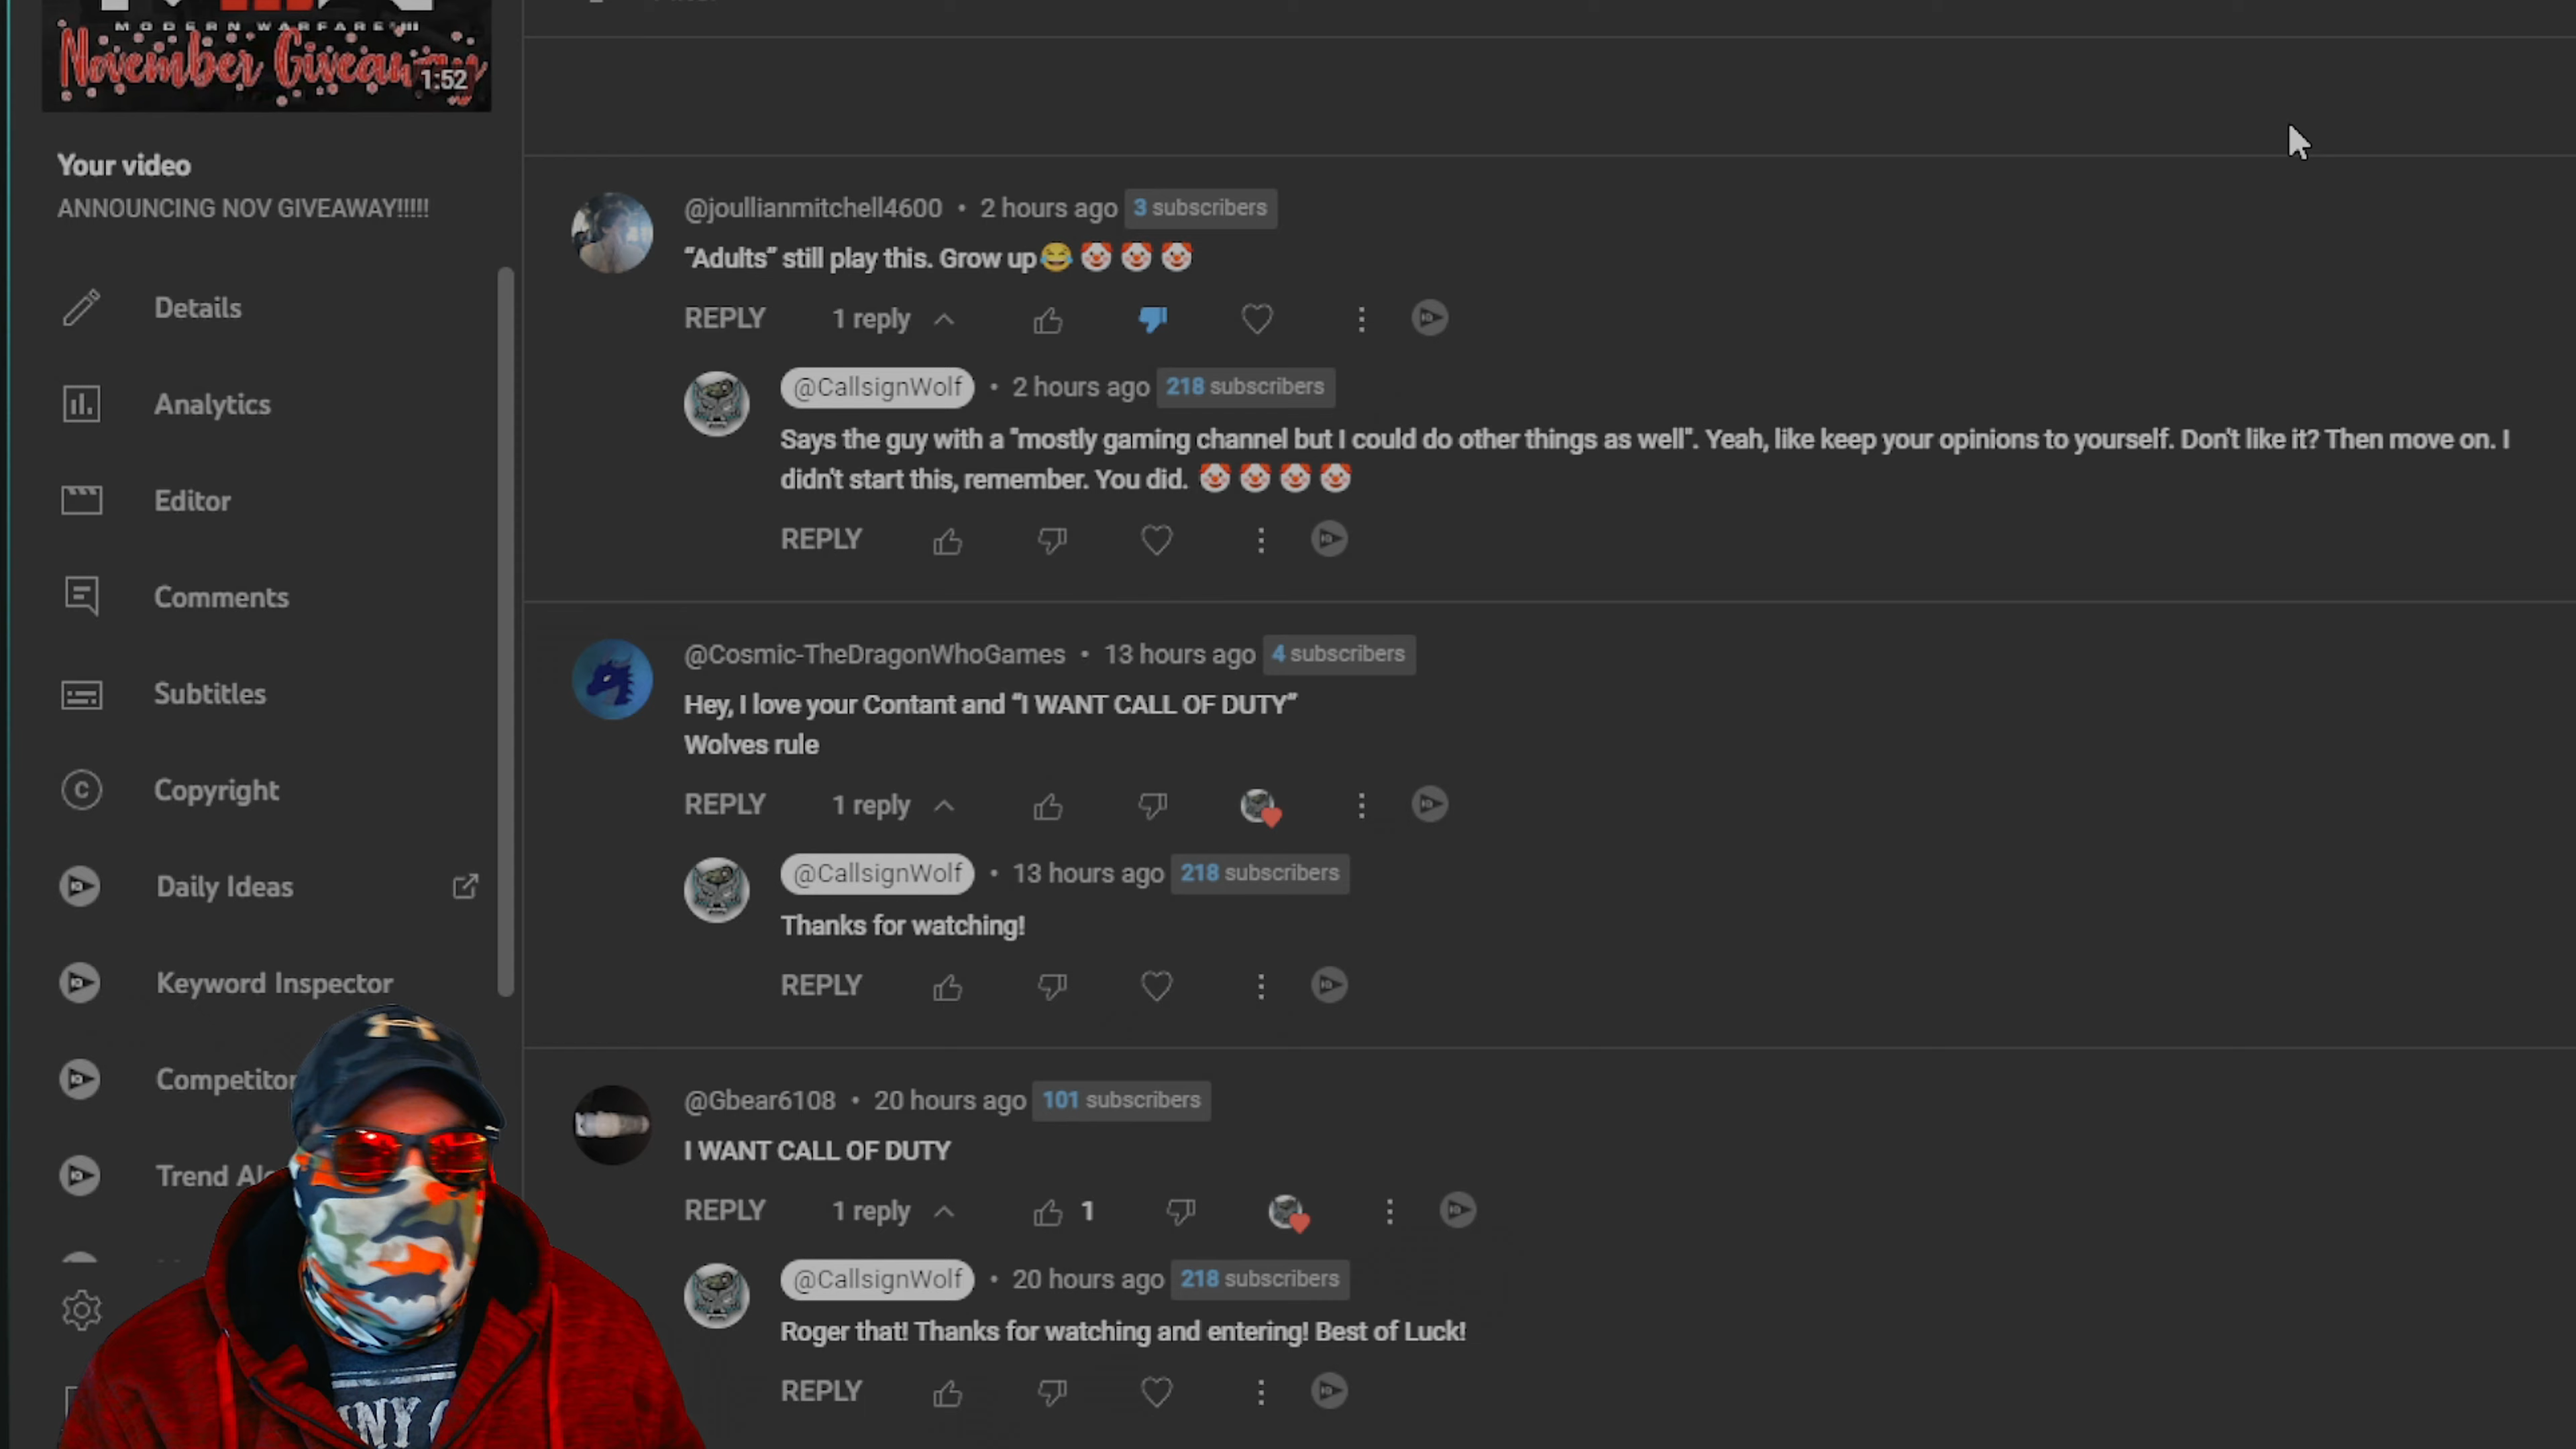 MODERN WARFARE III
November Giveaway
1:52
Your video
ANNOUNCING NOV GIVEAWAY!!!!!
Details
Analytics
Editor
Comments
Subtitles
Copyright
Daily Ideas
Keyword Inspector
Competitor
Trend Al
@joullianmitchell4600 • 2 hours ago 3 subscribers
“Adults” still play this. Grow up😂🤡🤡🤡
REPLY 1 reply
@CallsignWolf • 2 hours ago 218 subscribers
Says the guy with a "mostly gaming channel but I could do other things as well". Yeah, like keep your opinions to yourself. Don't like it? Then move on. I
didn't start this, remember. You did. 🤡🤡🤡🤡
REPLY
@Cosmic-TheDragonWhoGames • 13 hours ago 4 subscribers
Hey, I love your Contant and “I WANT CALL OF DUTY”
Wolves rule
REPLY 1 reply
@CallsignWolf • 13 hours ago 218 subscribers
Thanks for watching!
REPLY
@Gbear6108 • 20 hours ago 101 subscribers
I WANT CALL OF DUTY
REPLY 1 reply 1
@CallsignWolf • 20 hours ago 218 subscribers
Roger that! Thanks for watching and entering! Best of Luck!
REPLY